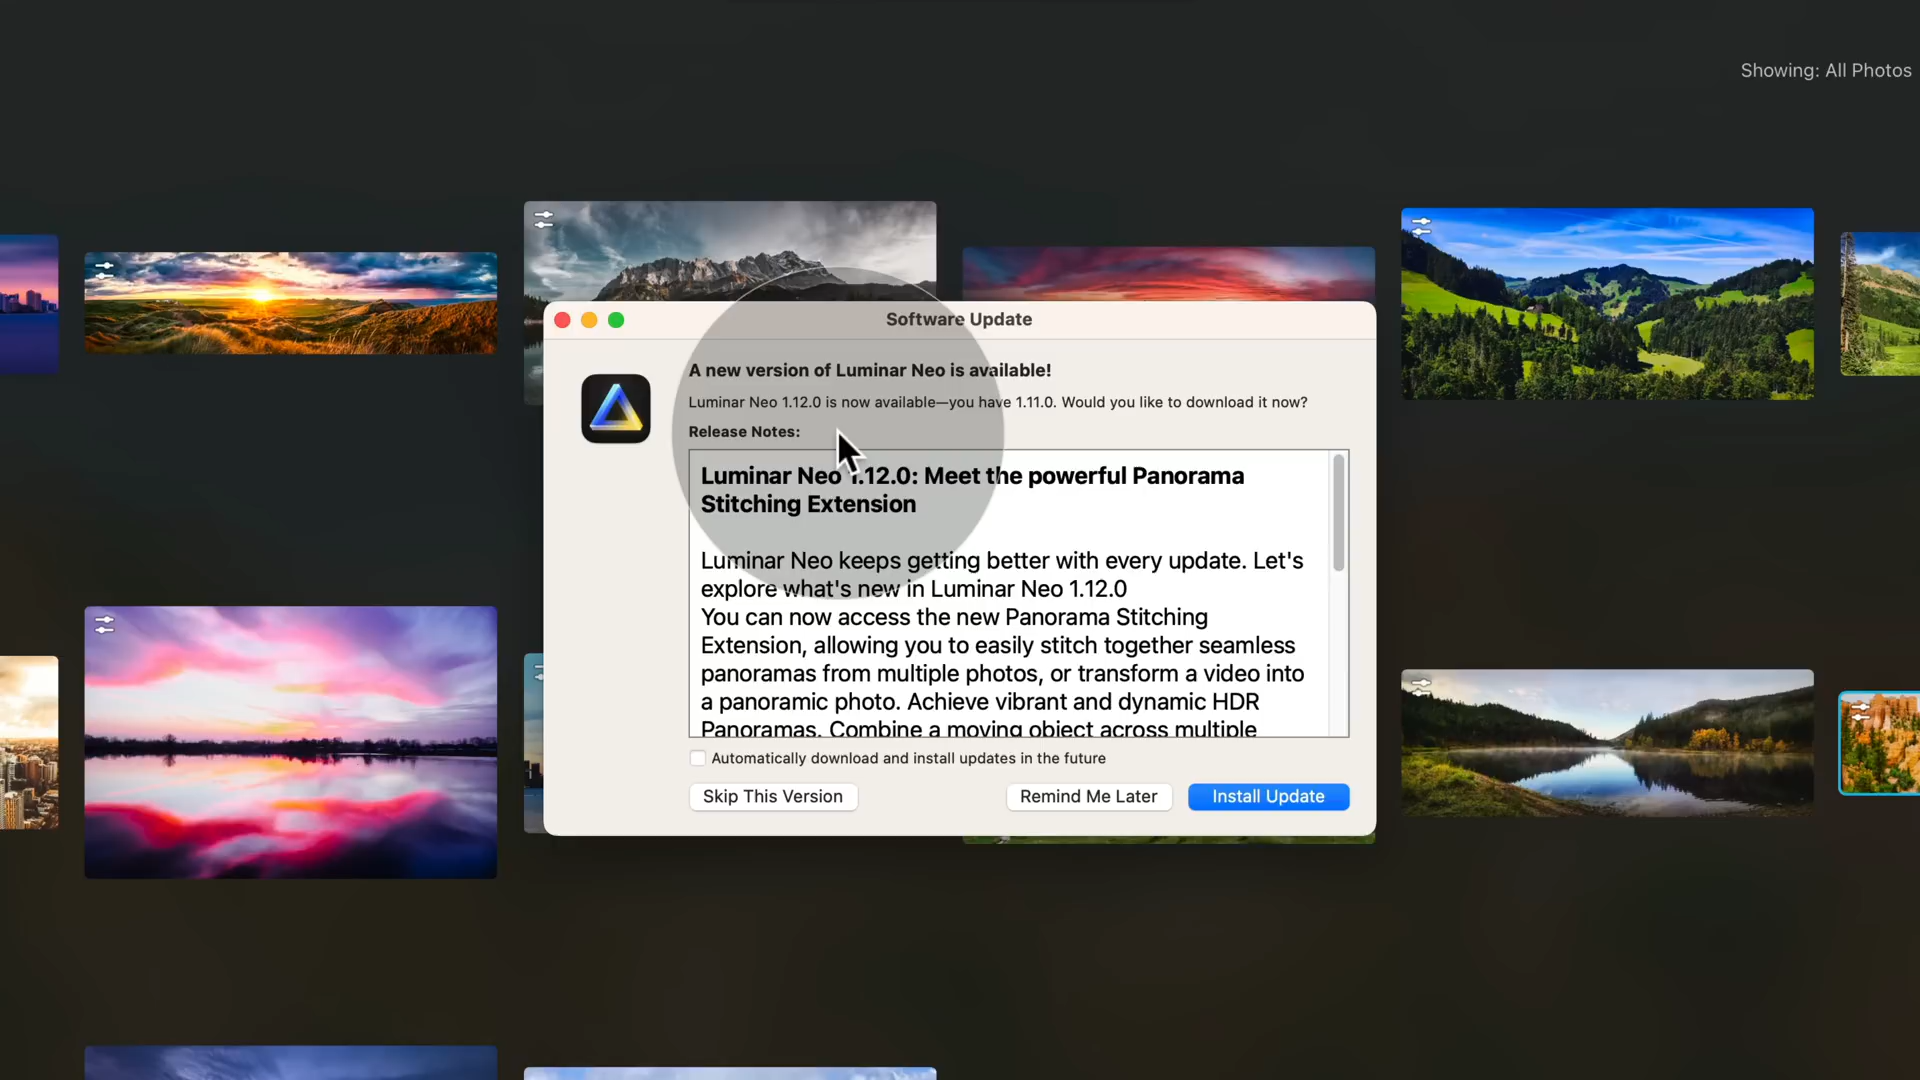 Showing: All Photos
Software Update
A new version of Luminar Neo is available!
Luminar Neo 1.12.0 is now available—you have 1.11.0. Would you like to download it now?
Release Notes:
Luminar Neo 1.12.0: Meet the powerful Panorama
Stitching Extension
Luminar Neo keeps getting better with every update. Let's
explore what's new in Luminar Neo 1.12.0
You can now access the new Panorama Stitching
Extension, allowing you to easily stitch together seamless
panoramas from multiple photos, or transform a video into
a panoramic photo. Achieve vibrant and dynamic HDR
Panoramas. Combine a moving object across multiple
Automatically download and install updates in the future
Skip This Version
Remind Me Later
Install Update